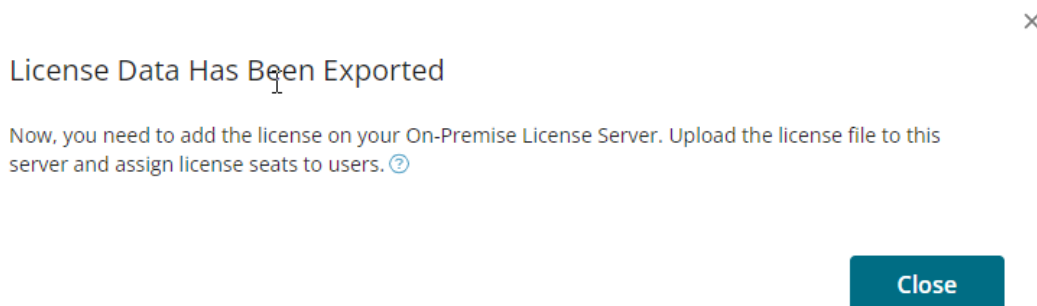 License Data Has Been Exported
Now, you need to add the license on your On-Premise License Server. Upload the license file to this
server and assign license seats to users. ?
Close